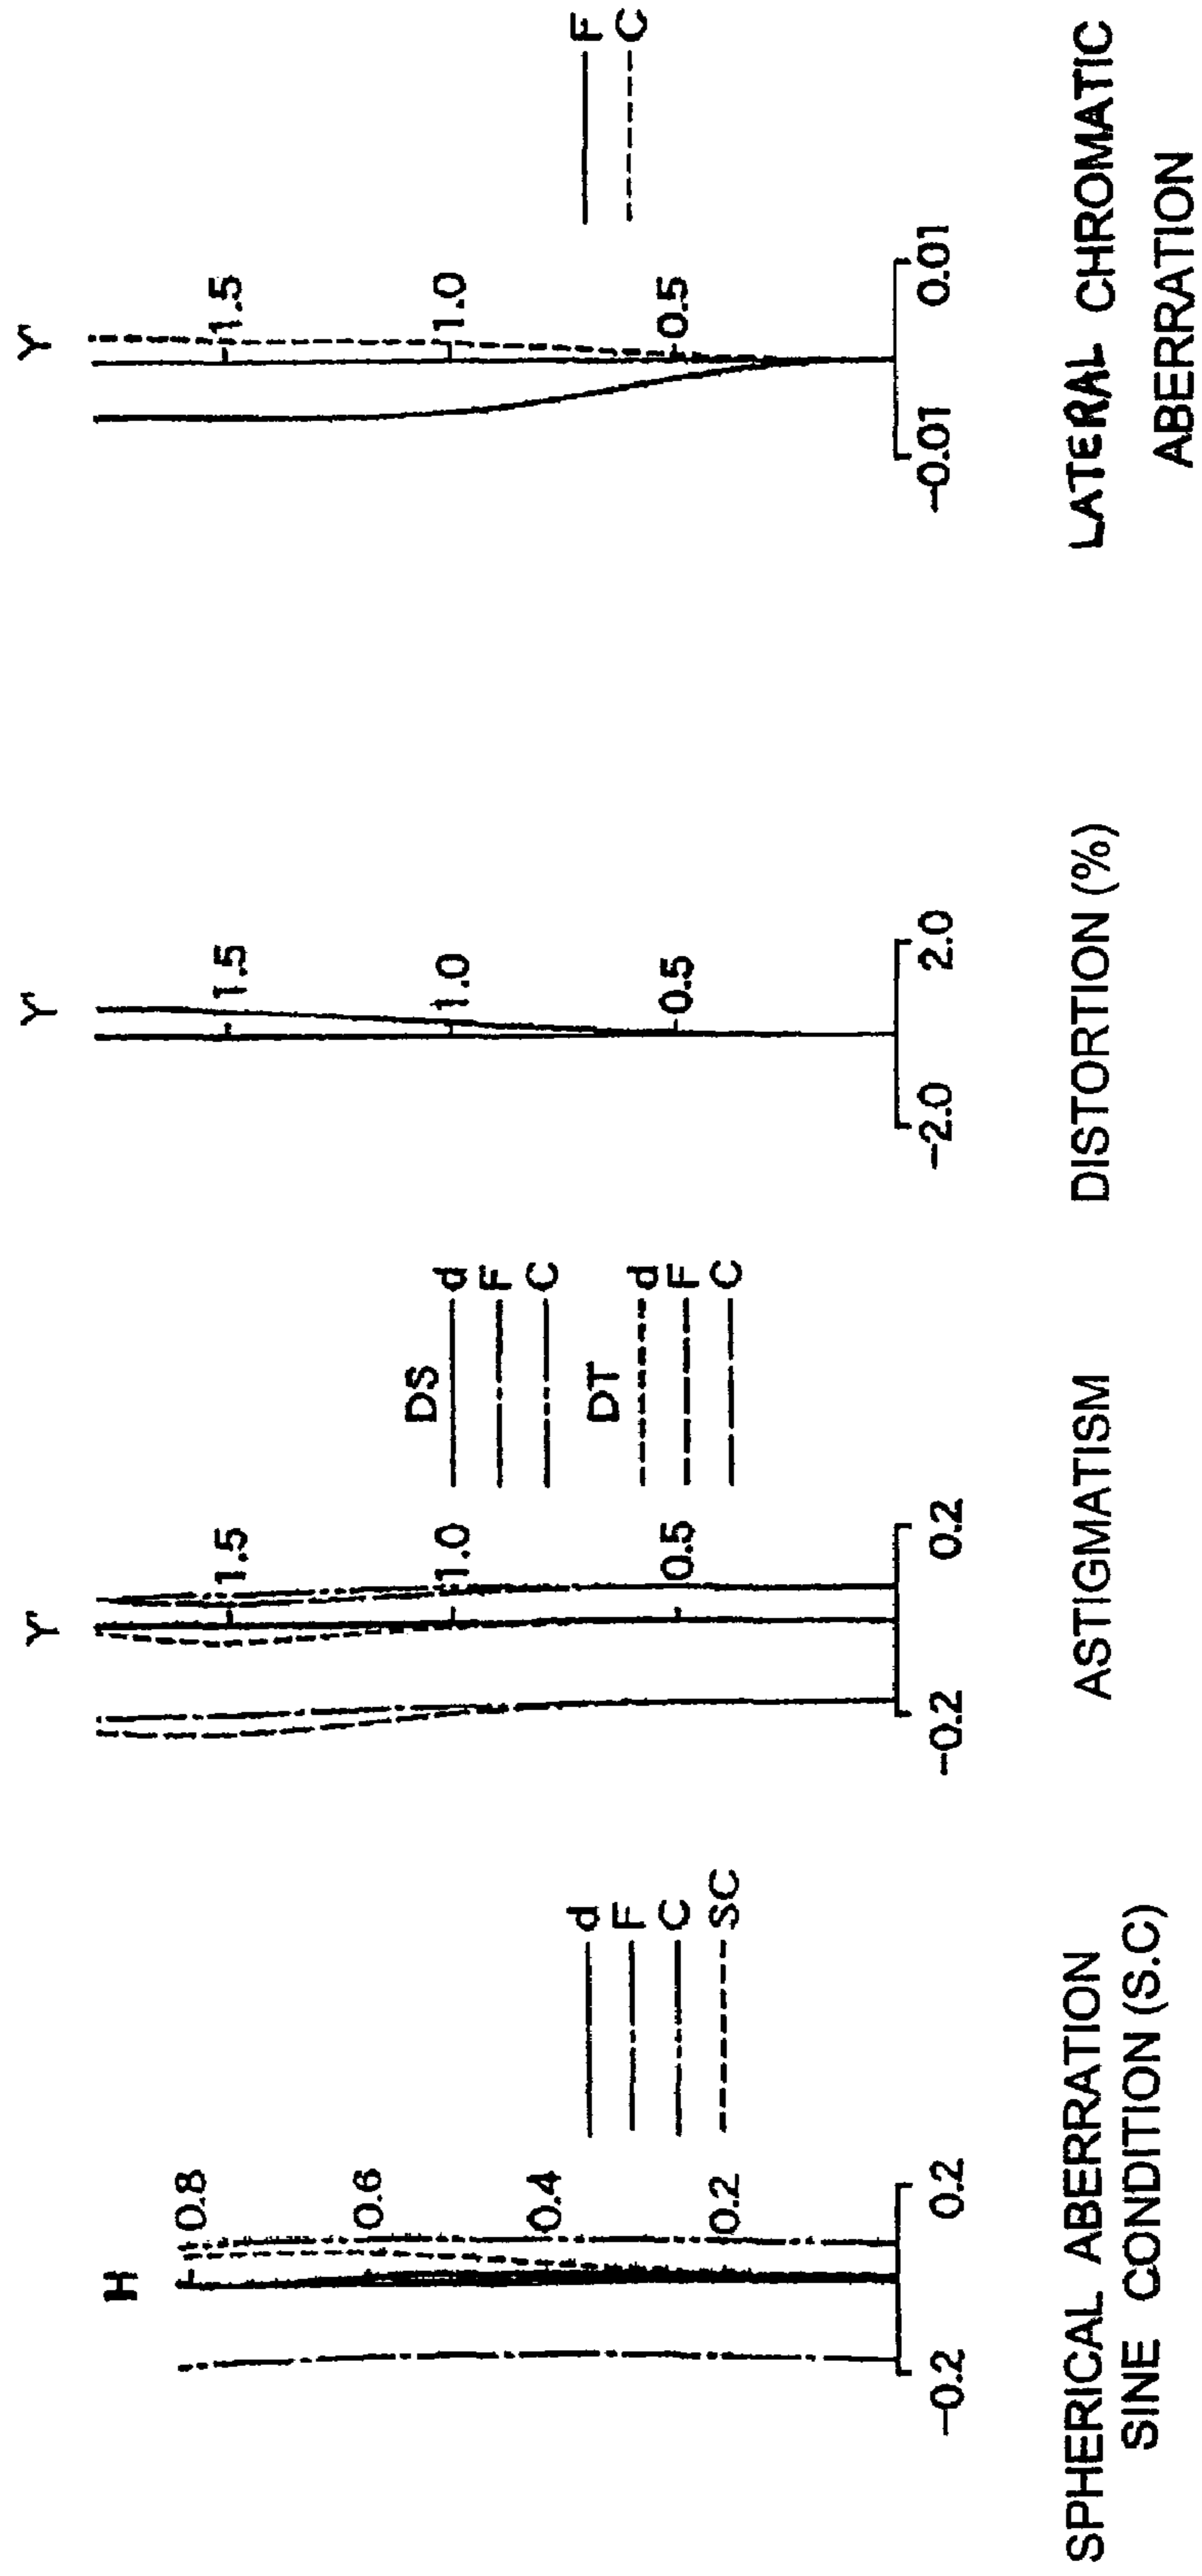 H
0.8
0.6
0.4
0.2
-0.2
0.2
d
F
C
SC
SPHERICAL ABERRATION
SINE CONDITION (S.C)
Y
1.5
1.0
0.5
-0.2
0.2
DS
d
F
C
DT
d
F
C
ASTIGMATISM
Y
1.5
1.0
0.5
-2.0
2.0
DISTORTION (%)
Y
1.5
1.0
0.5
-0.01
0.01
F
C
LATERAL CHROMATIC
ABERRATION